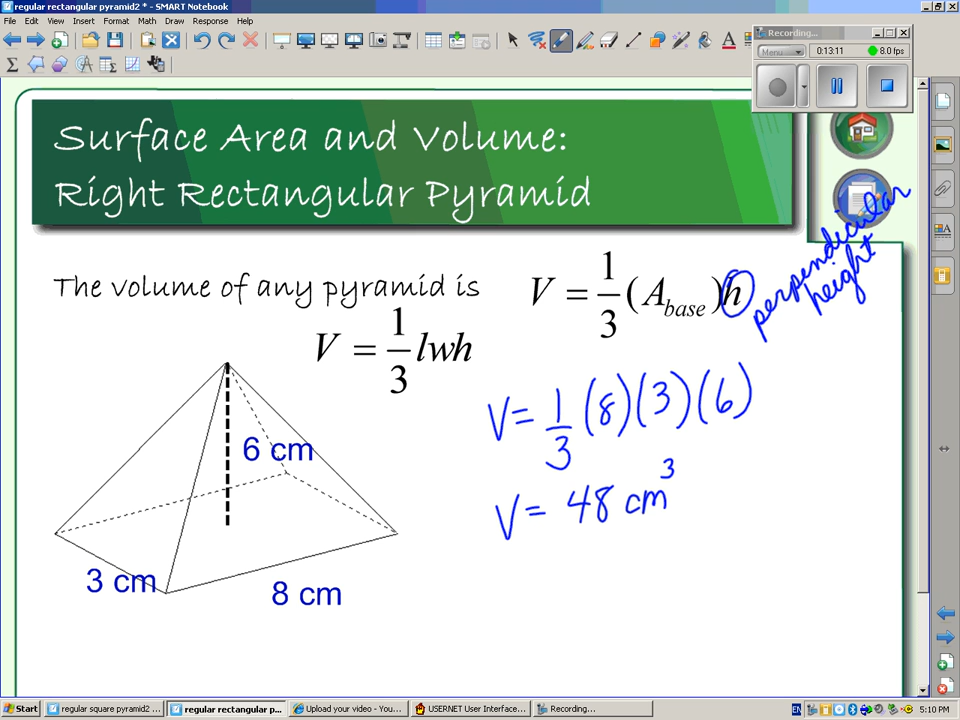 regular rectangular pyramid2 * - SMART Notebook
File Edit View Insert Format Math Draw Response Help
Recording...
Menu 0:13:11 8.0 fps
Surface Area and Volume:
Right Rectangular Pyramid
The volume of any pyramid is V = 1/3 (A_base)h
perpendicular
height
V = 1/3 lwh
V = 1/3 (8)(3)(6)
6 cm
V = 48 cm³
3 cm
8 cm
Start regular square pyramid2 ... regular rectangular p... Upload your video - You... USERNET User Interface... Recording... EN 5:10 PM